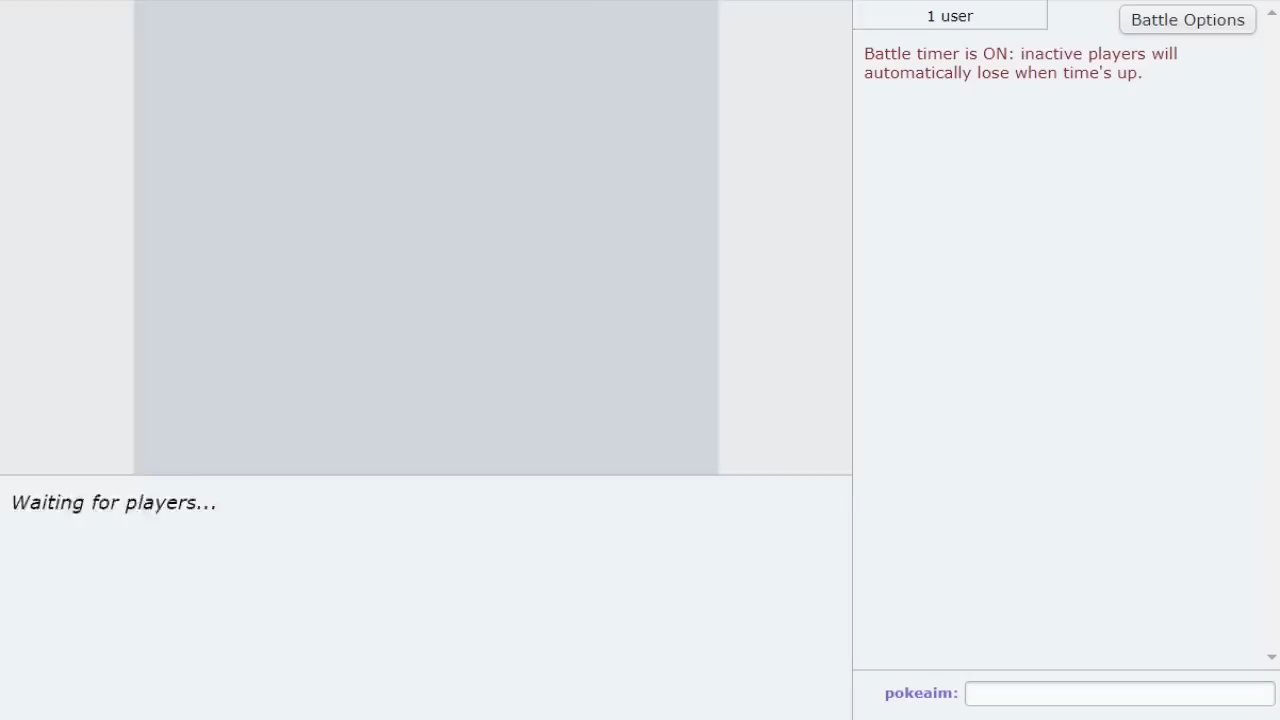 1 user
Battle Options
Battle timer is ON: inactive players will
automatically lose when time's up.
Waiting for players...
pokeaim: